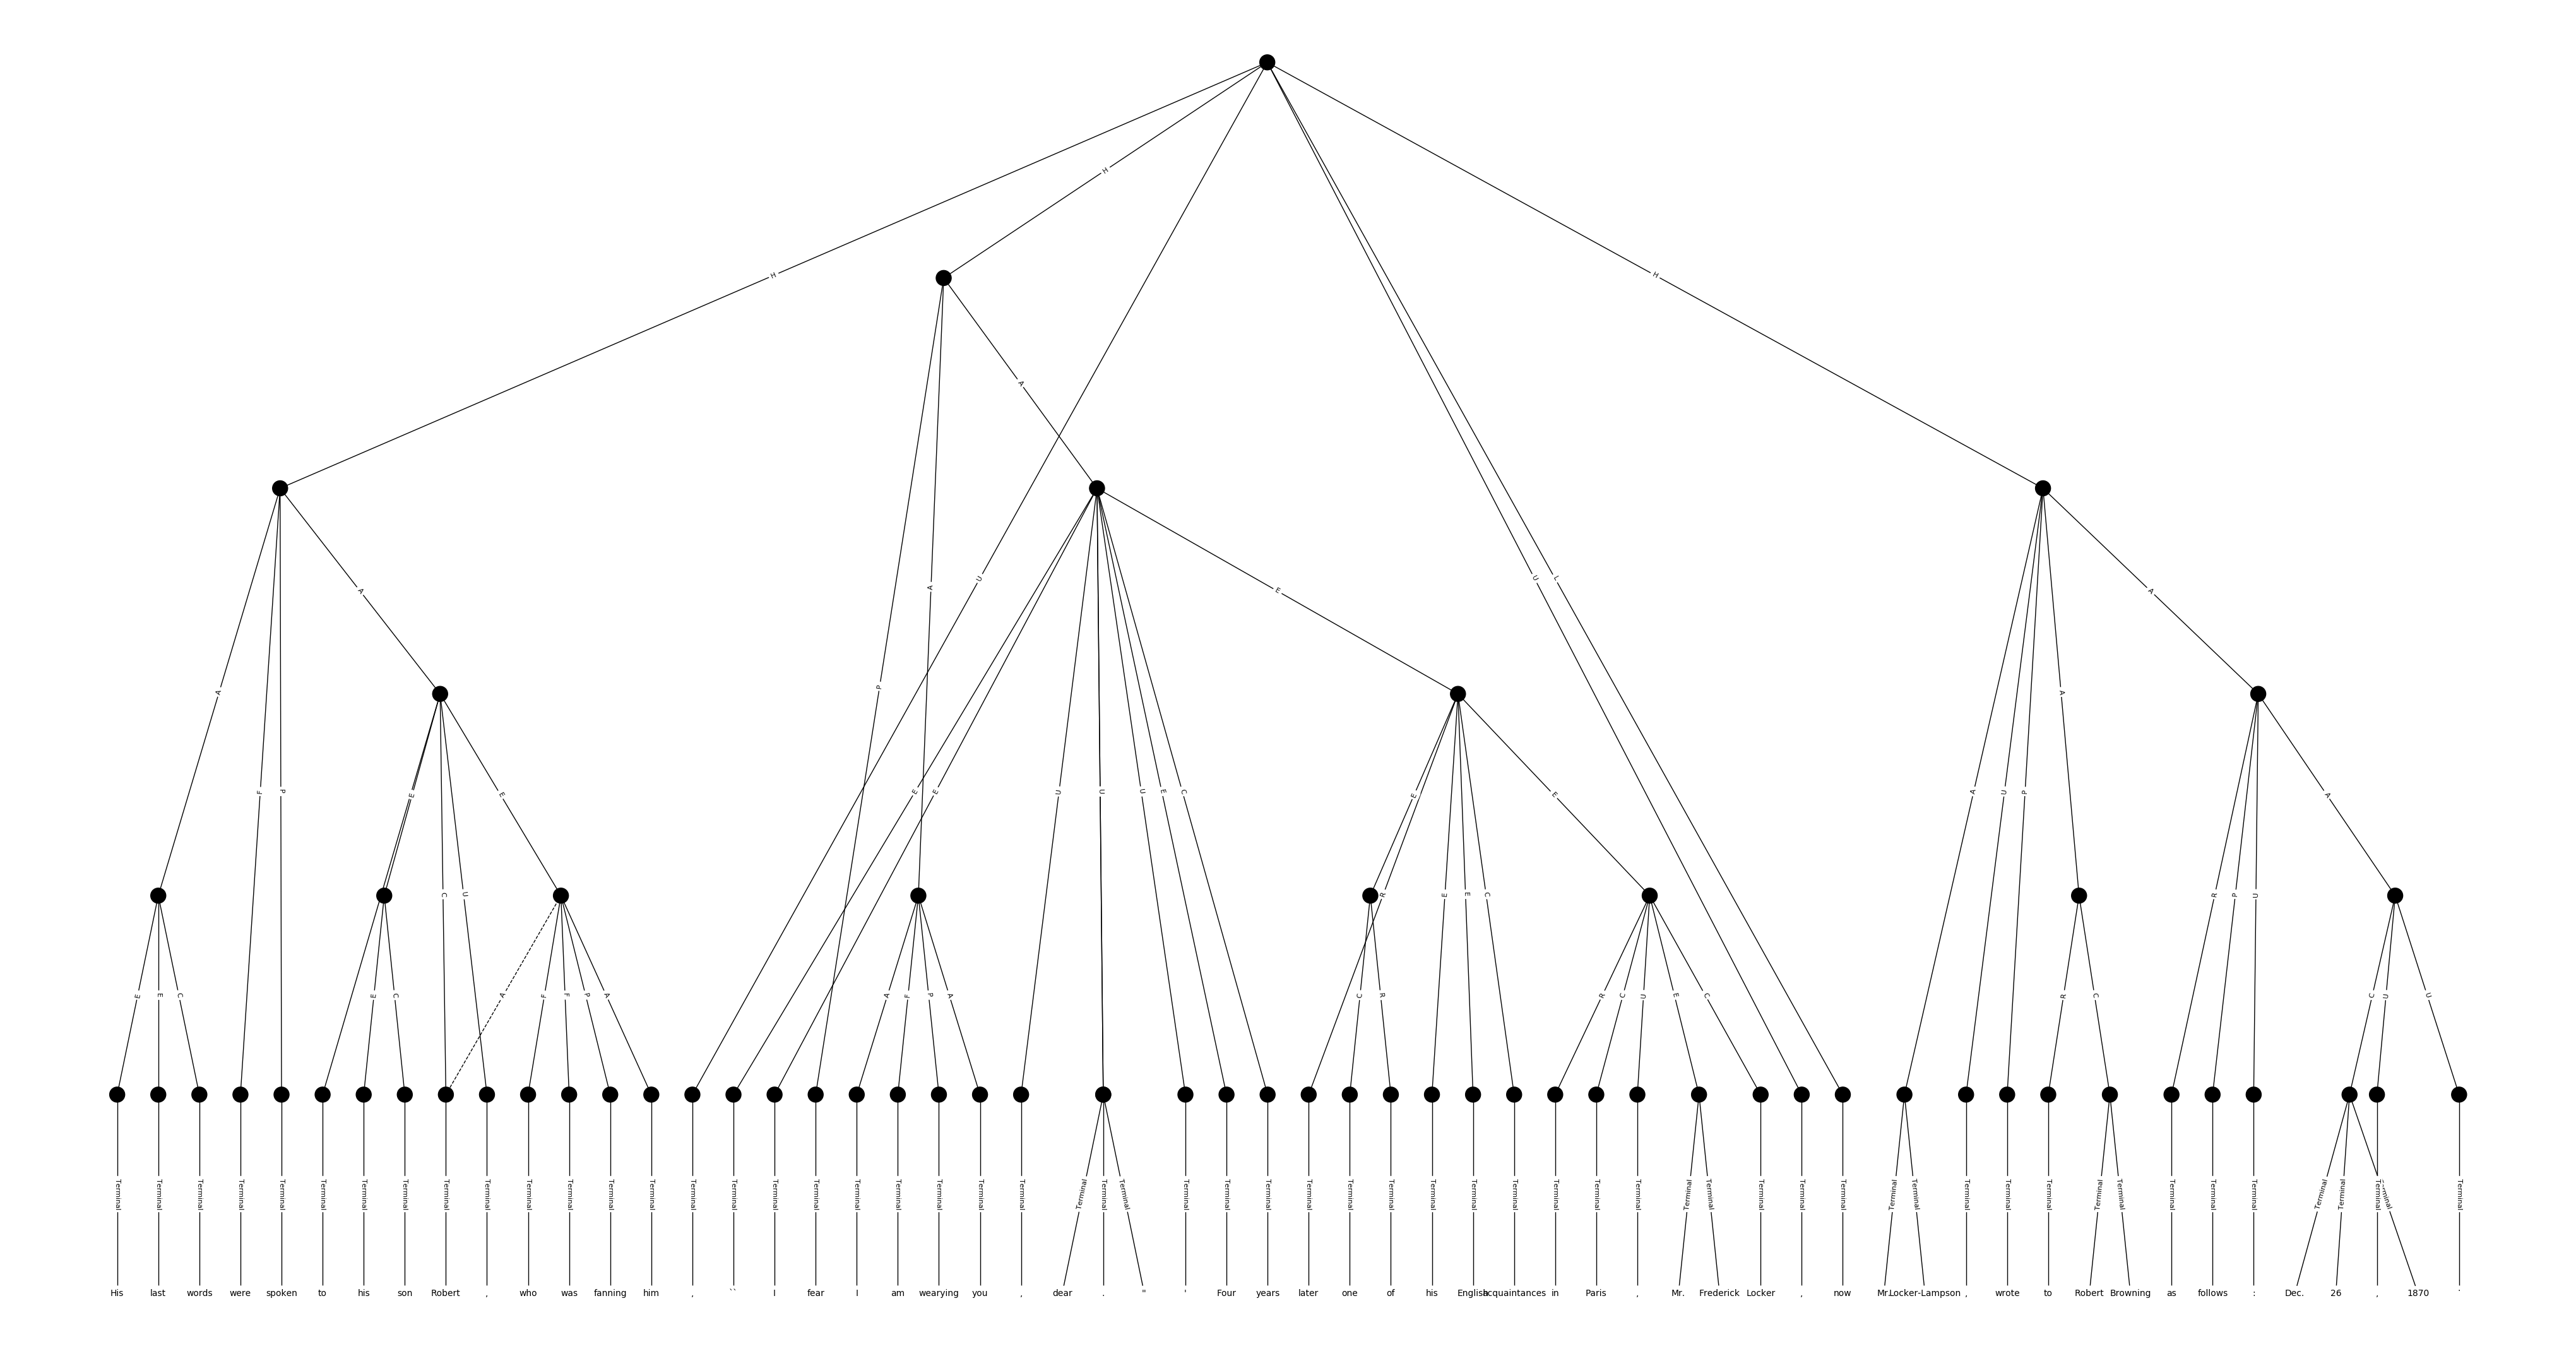 H
H H
A
A A
P A U E U L A
F P E E E E U U U E C E E A U P A A
R E E C C U R P U
E E C E C A F F P A A F P A C R R C U E C R C C U U
Terminal Terminal Terminal Terminal Terminal Terminal Terminal Terminal Terminal Terminal Terminal Terminal Terminal Terminal Terminal Terminal Terminal Terminal Terminal Terminal Terminal Terminal Terminal Terminal Terminal Terminal Terminal Terminal Terminal Terminal Terminal Terminal Terminal Terminal Terminal Terminal Terminal Terminal Terminal Terminal Terminal Terminal Terminal Terminal Terminal Terminal Terminal Terminal Terminal Terminal Terminal Terminal Terminal Terminal Terminal Terminal Terminal
His last words were spoken to his son Robert , who was fanning him , `` I fear I am wearying you , dear . " ' Four years later one of his English acquaintances in Paris , Mr. Frederick Locker , now Mr. Locker-Lampson , wrote to Robert Browning as follows : Dec. 26 , 1870 .